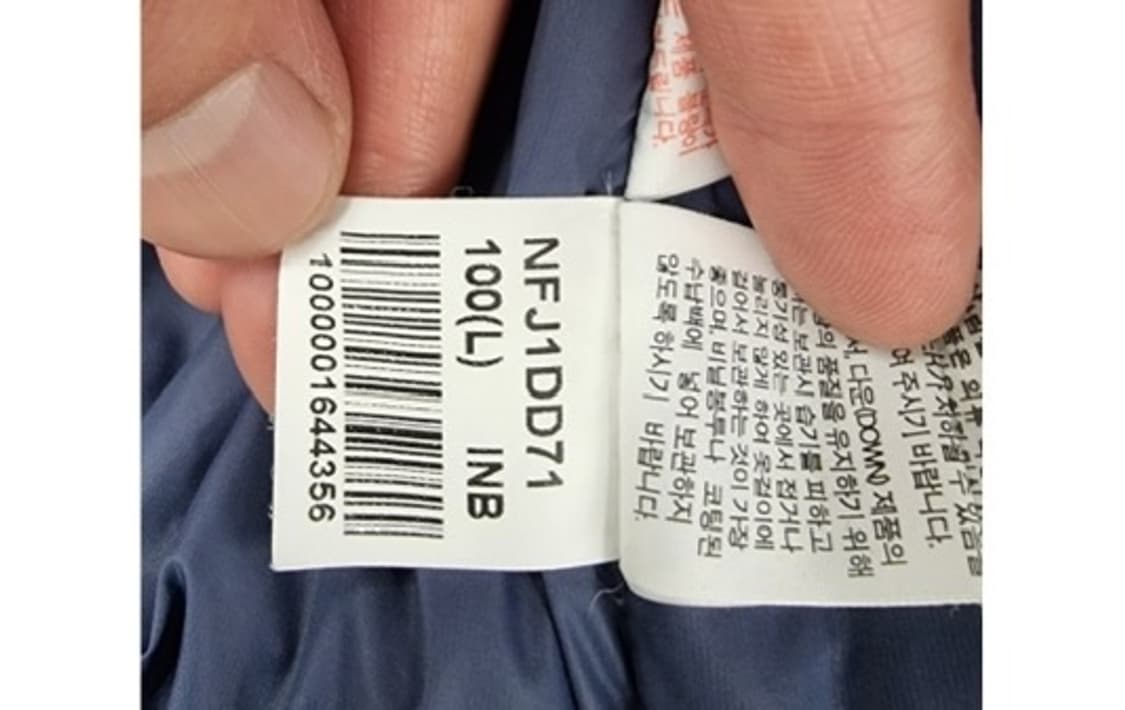 NFJ1DD71
100(L) INB
1000001644356
여 주시기 바랍니다.
다운(DOWN) 제품의
품질을 유지하기 위해
보관시 습기를 피하고
통기성 있는 곳에서 접거나
눌리지 않게 하여 옷걸이에
걸어서 보관하는 것이 가장
좋으며, 비닐봉투나 코팅된
수납백에 넣어 보관하지
않도록 하시기 바랍니다.